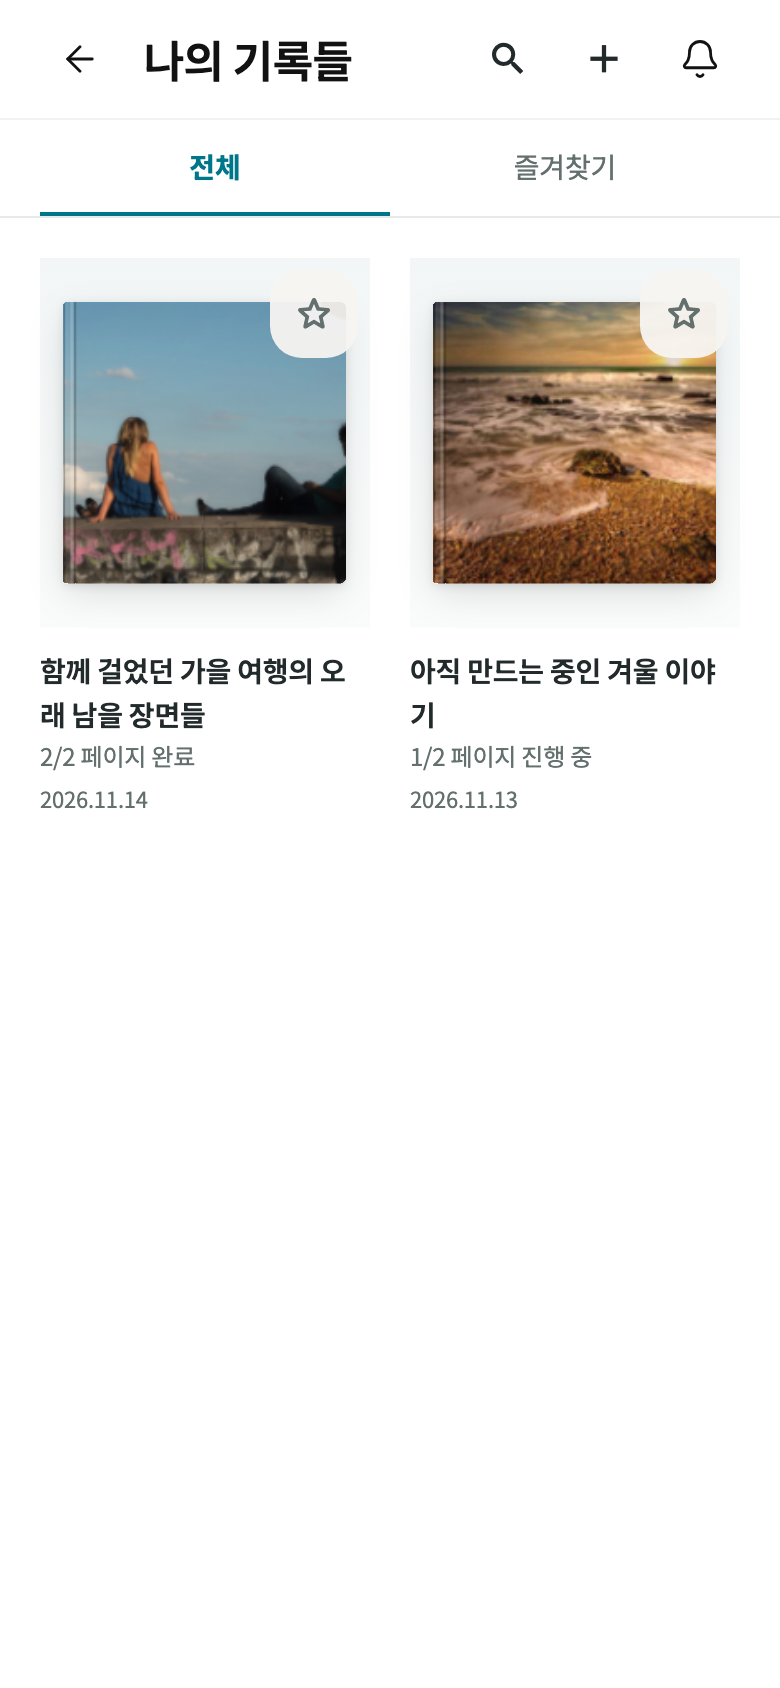 나의 기록들
전체
즐겨찾기
함께 걸었던 가을 여행의 오
래 남을 장면들
2/2 페이지 완료
2026.11.14
아직 만드는 중인 겨울 이야
기
1/2 페이지 진행 중
2026.11.13